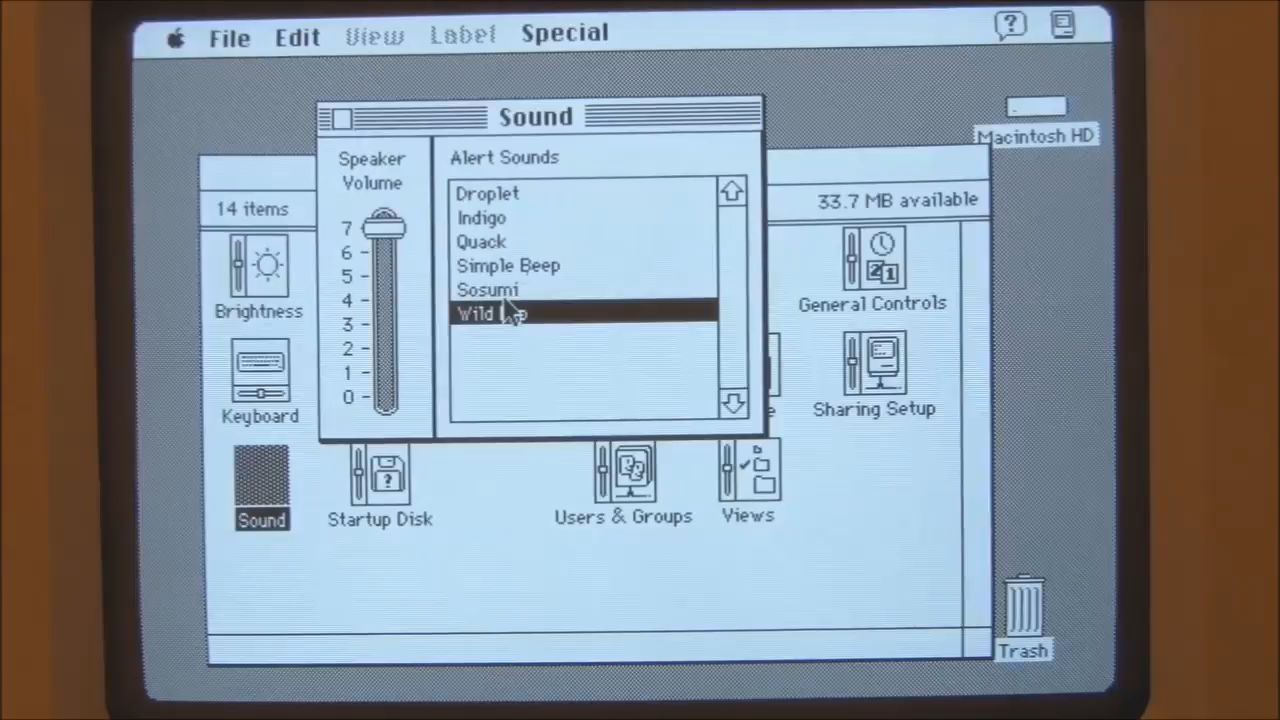 File Edit View Label Special
Sound
Macintosh HD
Speaker
Volume
7
6
5
4
3
2
1
0
Alert Sounds
Droplet
Indigo
Quack
Simple Beep
Sosumi
Wild
14 items
33.7 MB available
Brightness
General Controls
Keyboard
Sharing Setup
Sound
Startup Disk
Users & Groups
Views
Trash